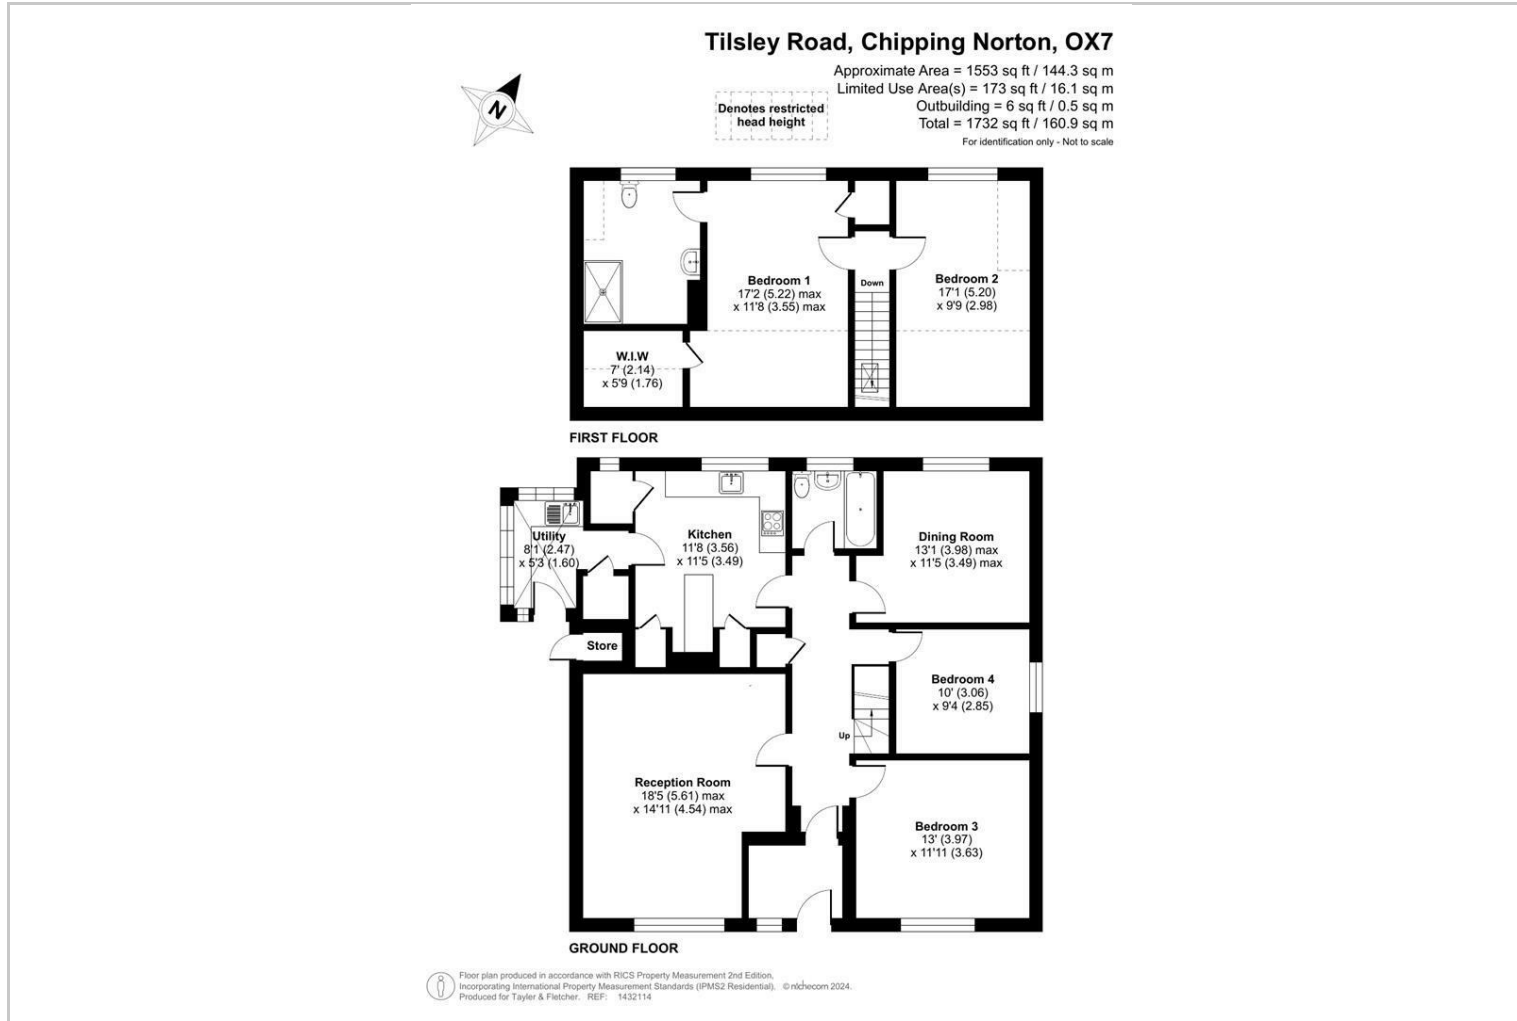 Tilsley Road, Chipping Norton, OX7
Approximate Area = 1553 sq ft / 144.3 sq m
Limited Use Area(s) = 173 sq ft / 16.1 sq m
Outbuilding = 6 sq ft / 0.5 sq m
Total = 1732 sq ft / 160.9 sq m
For identification only - Not to scale
Denotes restricted
head height
N
Bedroom 1
17'2 (5.22) max
x 11'8 (3.55) max
Down
Bedroom 2
17'1 (5.20)
x 9'9 (2.98)
W.I.W
7' (2.14)
x 5'9 (1.76)
FIRST FLOOR
Utility
8'1 (2.47)
x 5'3 (1.60)
Kitchen
11'8 (3.56)
x 11'5 (3.49)
Dining Room
13'1 (3.98) max
x 11'5 (3.49) max
Store
Bedroom 4
10' (3.06)
x 9'4 (2.85)
Up
Reception Room
18'5 (5.61) max
x 14'11 (4.54) max
Bedroom 3
13' (3.97)
x 11'11 (3.63)
GROUND FLOOR
Floor plan produced in accordance with RICS Property Measurement 2nd Edition,
Incorporating International Property Measurement Standards (IPMS2 Residential). © nichecom 2024.
Produced for Tayler & Fletcher. REF: 1432114